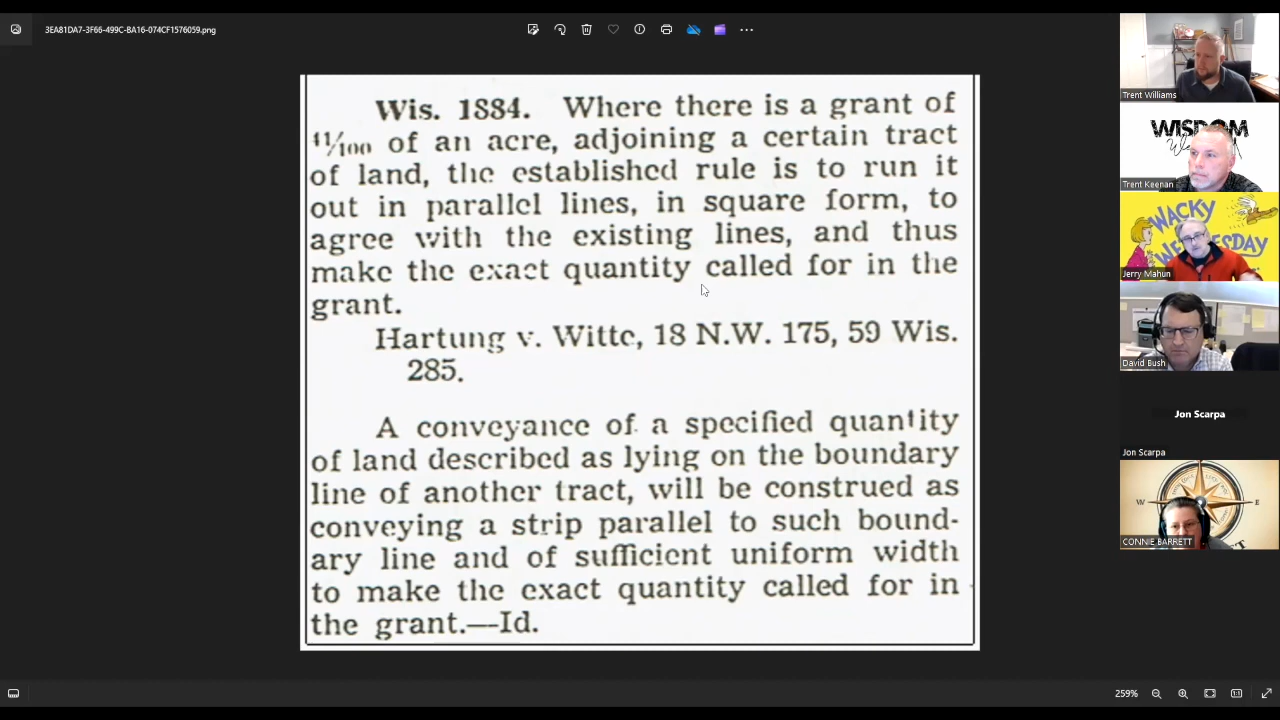 3EA81DA7-3F66-499C-BA16-074CF1576059.png
Wis. 1884. Where there is a grant of
41/100 of an acre, adjoining a certain tract
of land, the established rule is to run it
out in parallel lines, in square form, to
agree with the existing lines, and thus
make the exact quantity called for in the
grant.
Hartung v. Witte, 18 N.W. 175, 59 Wis.
285.
A conveyance of a specified quantity
of land described as lying on the boundary
line of another tract, will be construed as
conveying a strip parallel to such bound-
ary line and of sufficient uniform width
to make the exact quantity called for in
the grant.—Id.
Trent Williams
WISDOM
Trent Keenan
WACKY
WEDNESDAY
Jerry Mahun
David Bush
Jon Scarpa
Jon Scarpa
W
E
CONNIE BARRETT
259%
1:1